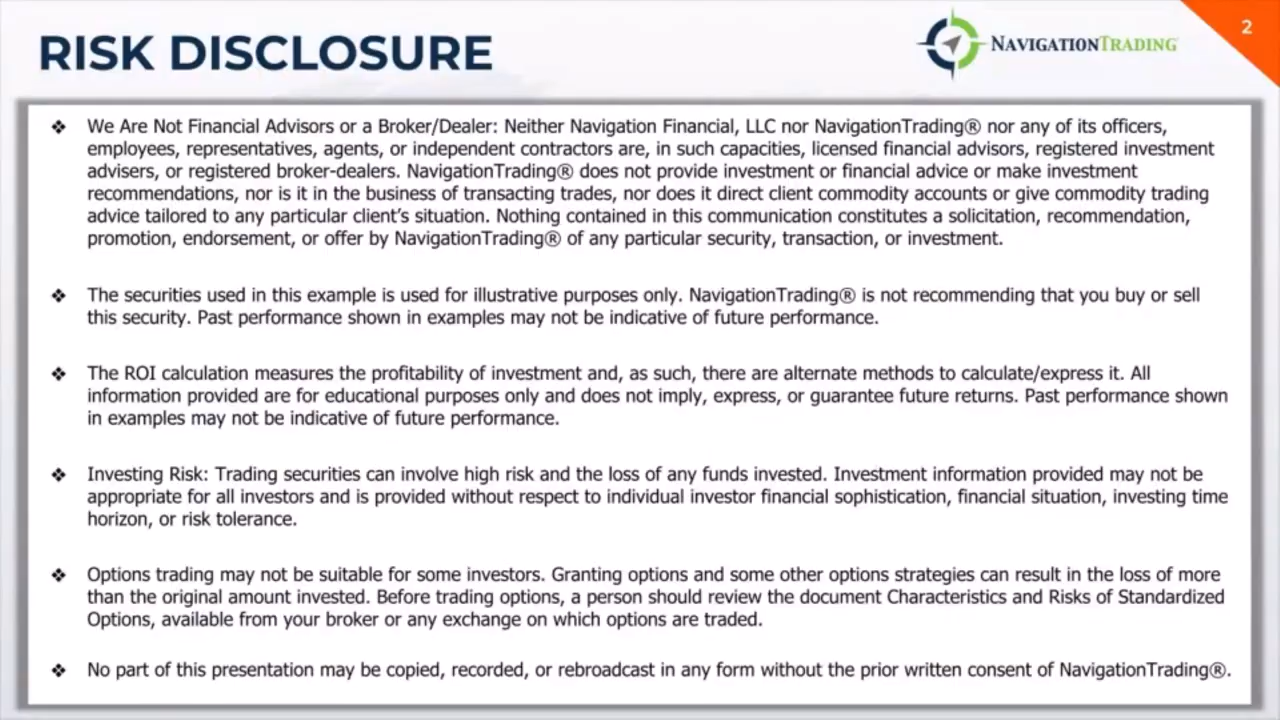 RISK DISCLOSURE
NAVIGATIONTRADING®
2
❖ We Are Not Financial Advisors or a Broker/Dealer: Neither Navigation Financial, LLC nor NavigationTrading® nor any of its officers,
employees, representatives, agents, or independent contractors are, in such capacities, licensed financial advisors, registered investment
advisers, or registered broker-dealers. NavigationTrading® does not provide investment or financial advice or make investment
recommendations, nor is it in the business of transacting trades, nor does it direct client commodity accounts or give commodity trading
advice tailored to any particular client’s situation. Nothing contained in this communication constitutes a solicitation, recommendation,
promotion, endorsement, or offer by NavigationTrading® of any particular security, transaction, or investment.
❖ The securities used in this example is used for illustrative purposes only. NavigationTrading® is not recommending that you buy or sell
this security. Past performance shown in examples may not be indicative of future performance.
❖ The ROI calculation measures the profitability of investment and, as such, there are alternate methods to calculate/express it. All
information provided are for educational purposes only and does not imply, express, or guarantee future returns. Past performance shown
in examples may not be indicative of future performance.
❖ Investing Risk: Trading securities can involve high risk and the loss of any funds invested. Investment information provided may not be
appropriate for all investors and is provided without respect to individual investor financial sophistication, financial situation, investing time
horizon, or risk tolerance.
❖ Options trading may not be suitable for some investors. Granting options and some other options strategies can result in the loss of more
than the original amount invested. Before trading options, a person should review the document Characteristics and Risks of Standardized
Options, available from your broker or any exchange on which options are traded.
❖ No part of this presentation may be copied, recorded, or rebroadcast in any form without the prior written consent of NavigationTrading®.